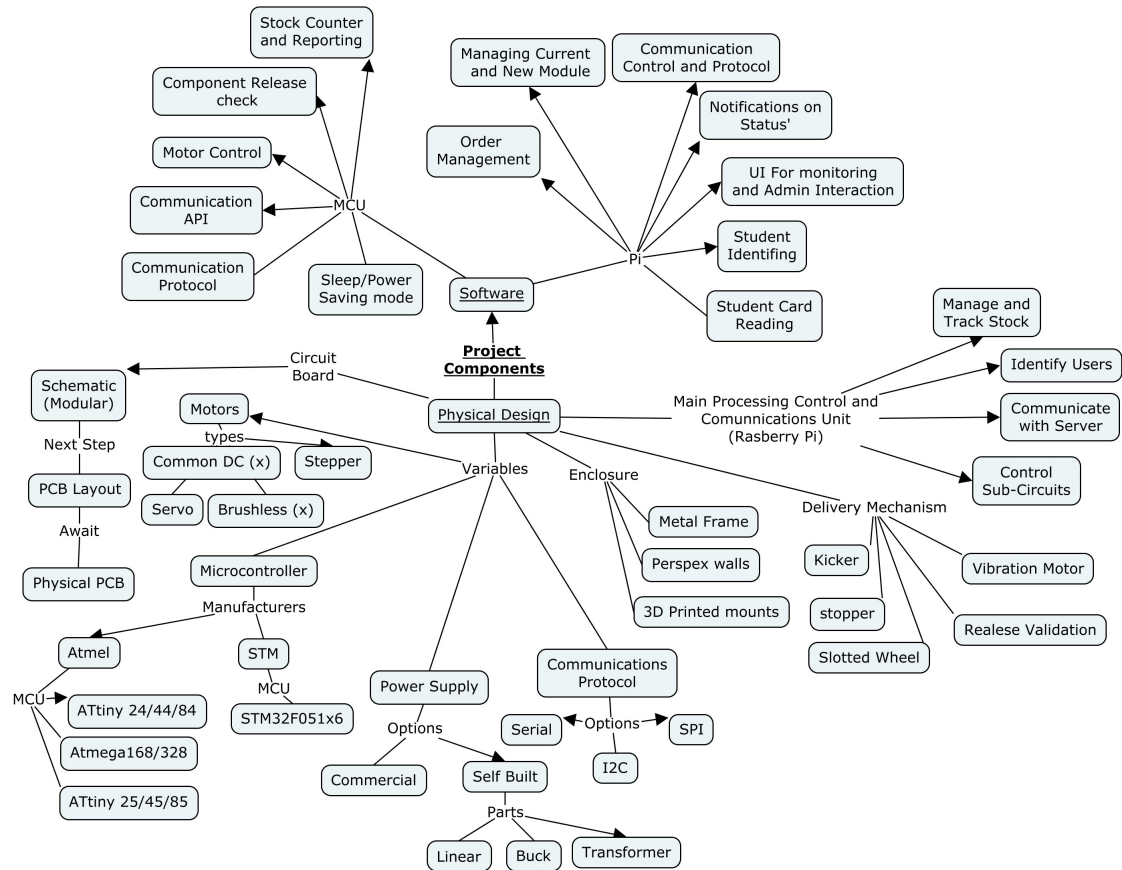 Stock Counter
and Reporting
Component Release
check
Motor Control
Communication
API
Communication
Protocol
MCU
Sleep/Power
Saving mode
Managing Current
and New Module
Communication
Control and Protocol
Order
Management
Notifications on
Status'
UI For monitoring
and Admin Interaction
Student
Identifing
Pi
Student Card
Reading
Software
Project
Components
Physical Design
Circuit
Board
Schematic
(Modular)
Next Step
PCB Layout
Await
Physical PCB
Motors
types
Common DC (x)
Stepper
Servo
Brushless (x)
Variables
Microcontroller
Manufacturers
Atmel
MCU
ATtiny 24/44/84
Atmega168/328
ATtiny 25/45/85
STM
MCU
STM32F051x6
Power Supply
Options
Commercial
Self Built
Parts
Linear
Buck
Transformer
Communications
Protocol
Serial
Options
SPI
I2C
Enclosure
Metal Frame
Perspex walls
3D Printed mounts
Main Processing Control and
Comunnications Unit
(Rasberry Pi)
Manage and
Track Stock
Identify Users
Communicate
with Server
Control
Sub-Circuits
Delivery Mechanism
Kicker
stopper
Slotted Wheel
Realese Validation
Vibration Motor